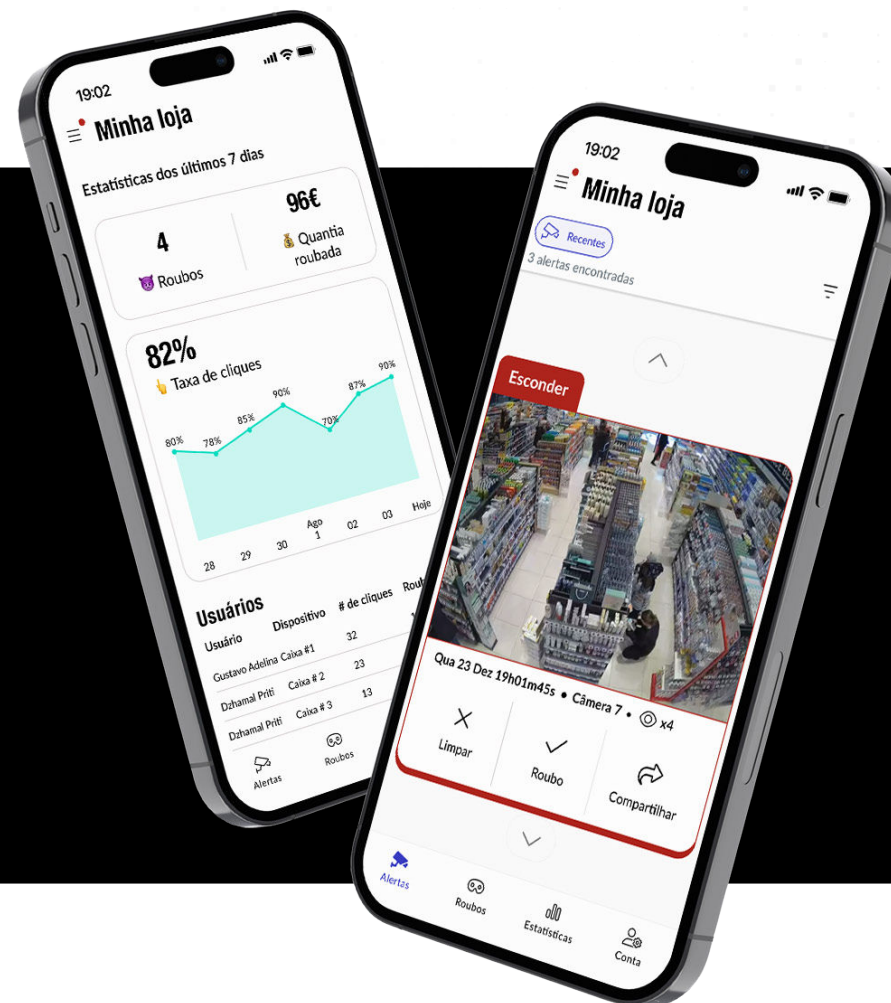 19:02
Minha loja
Estatísticas dos últimos 7 dias
4
😈 Roubos
96€
💰 Quantia
roubada
82%
👆 Taxa de cliques
80% 78% 85% 90% 70% 87% 90%
28 29 30 Ago 1 02 03 Hoje
Usuários
Usuário Dispositivo # de cliques
Gustavo Adelina Caixa #1 32
Dzhamal Priti Caixa # 2 23
Dzhamal Priti Caixa # 3 13
Alertas Roubos
19:02
Minha loja
Recentes
3 alertas encontradas
Esconder
Qua 23 Dez 19h01m45s • Câmera 7 • x4
Limpar Roubo Compartilhar
Alertas Roubos Estatísticas Conta